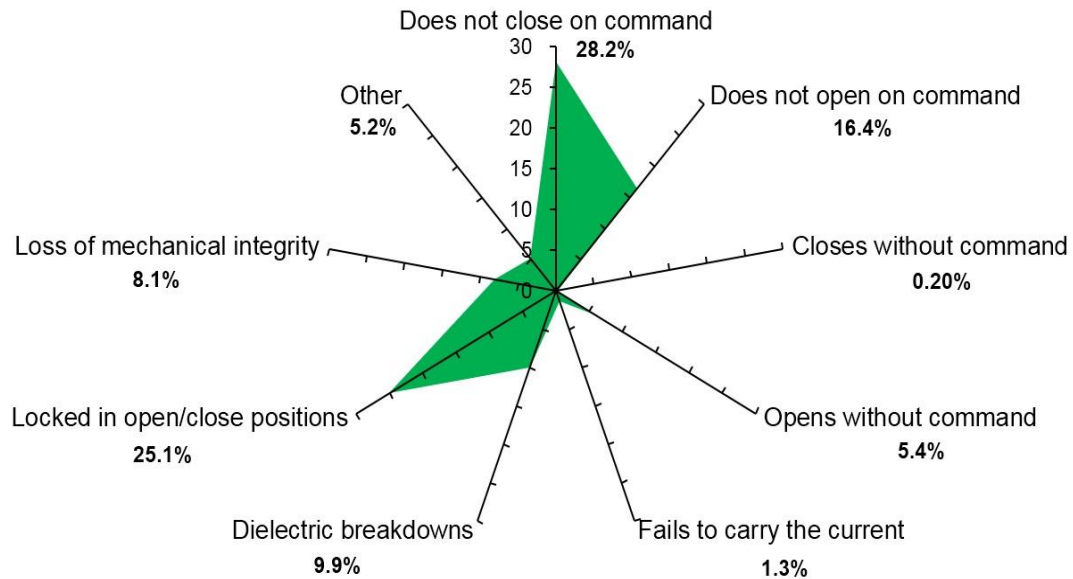 Does not close on command
28.2%
30
25
20
15
10
5
0
Does not open on command
16.4%
Closes without command
0.20%
Opens without command
5.4%
Fails to carry the current
1.3%
Dielectric breakdowns
9.9%
Locked in open/close positions
25.1%
Loss of mechanical integrity
8.1%
Other
5.2%